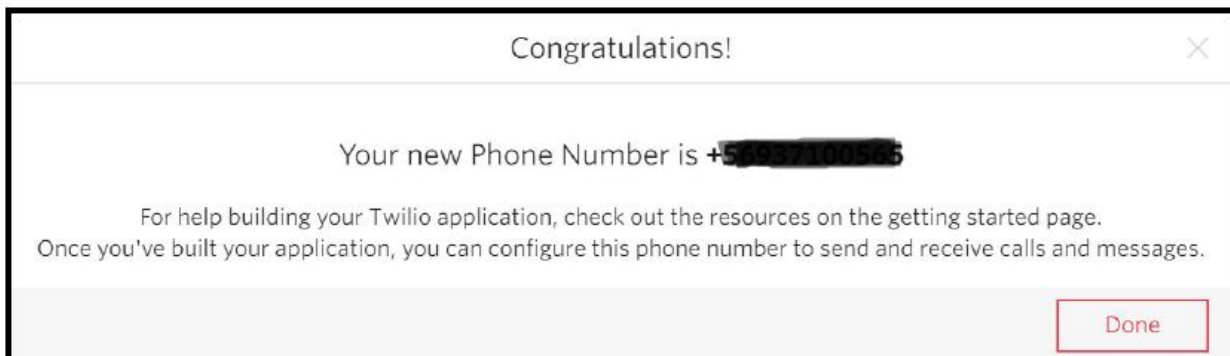 Congratulations!
Your new Phone Number is +
For help building your Twilio application, check out the resources on the getting started page.
Once you've built your application, you can configure this phone number to send and receive calls and messages.
Done